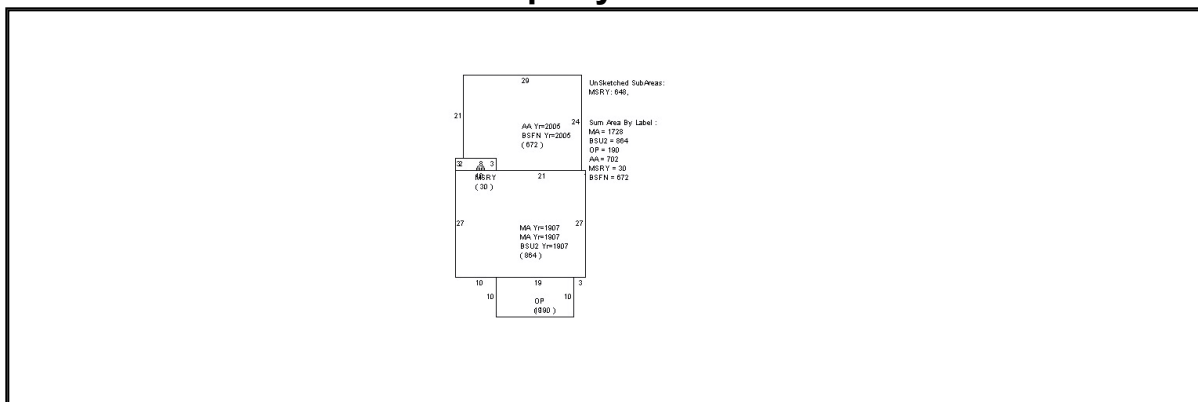 29
UnSketched SubAreas:
MSRY: 648,
21
24
AA Yr=2005
BSFN Yr=2005
( 672 )
Sum Area By Label :
MA = 1728
BSU2 = 864
OP = 190
AA = 702
MSRY = 30
BSFN = 672
8
3
MSRY
( 30 )
21
27
27
MA Yr=1907
MA Yr=1907
BSU2 Yr=1907
( 864 )
10
19
3
10
10
OP